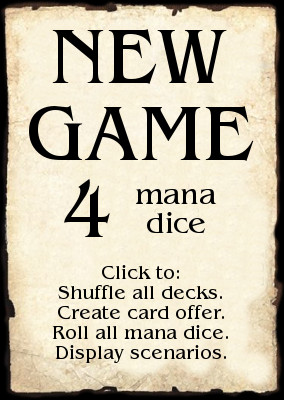 NEW
GAME
4 mana
dice
Click to:
Shuffle all decks.
Create card offer.
Roll all mana dice.
Display scenarios.